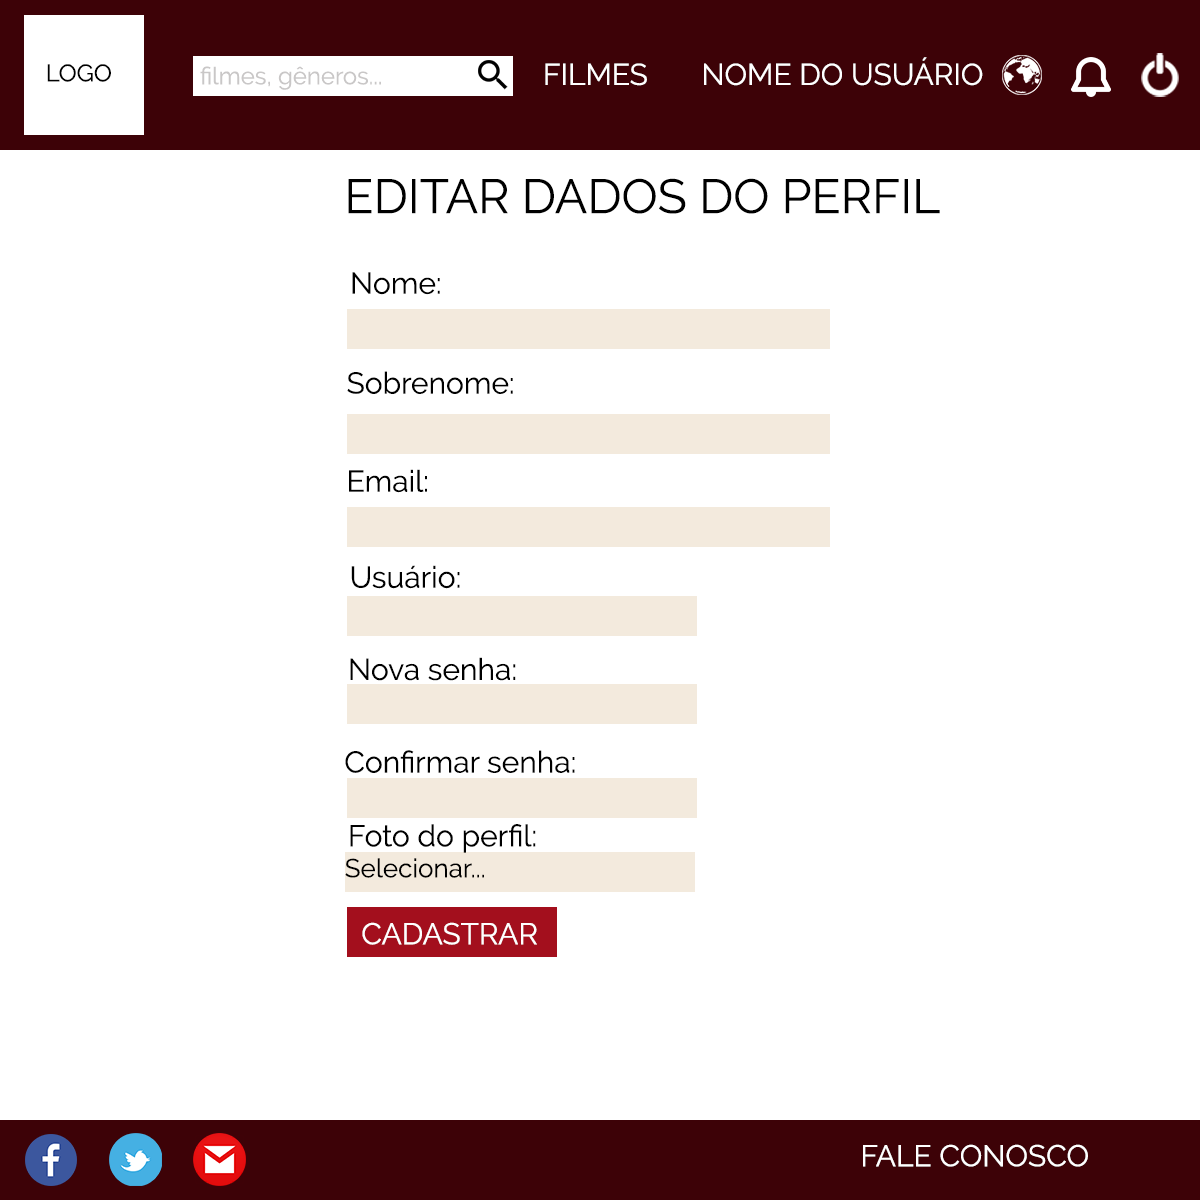 LOGO
filmes, gêneros...
FILMES
NOME DO USUÁRIO
EDITAR DADOS DO PERFIL
Nome:
Sobrenome:
Email:
Usuário:
Nova senha:
Confirmar senha:
Foto do perfil:
Selecionar...
CADASTRAR
FALE CONOSCO